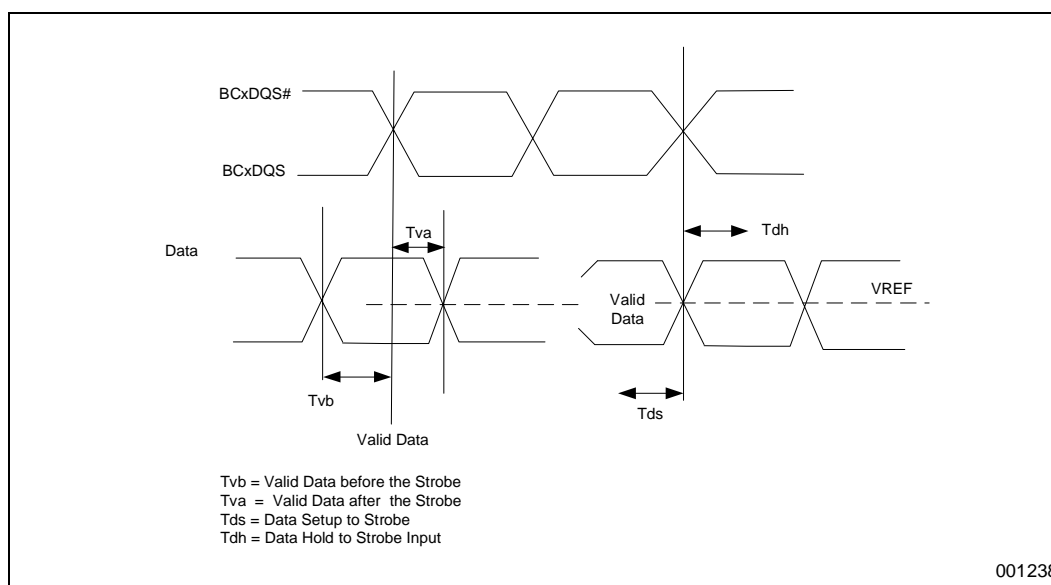 BCxDQS#
BCxDQS
Tva
Tdh
Data
VREF
Valid
Data
Tvb
Tds
Valid Data
Tvb = Valid Data before the Strobe
Tva = Valid Data after the Strobe
Tds = Data Setup to Strobe
Tdh = Data Hold to Strobe Input
001238